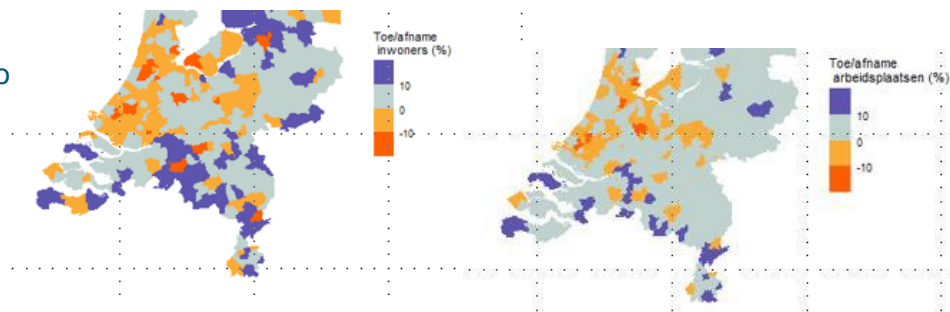 o
Toe/afname
inwoners (%)
10
0
-10
Toe/afname
arbeidsplaatsen (%)
10
0
-10